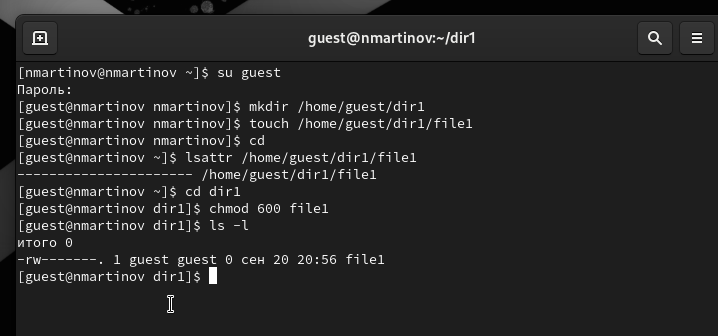 guest@nmartinov:~/dir1
[nmartinov@nmartinov ~]$ su guest
Пароль:
[guest@nmartinov nmartinov]$ mkdir /home/guest/dir1
[guest@nmartinov nmartinov]$ touch /home/guest/dir1/file1
[guest@nmartinov nmartinov]$ cd
[guest@nmartinov ~]$ lsattr /home/guest/dir1/file1
---------------------- /home/guest/dir1/file1
[guest@nmartinov ~]$ cd dir1
[guest@nmartinov dir1]$ chmod 600 file1
[guest@nmartinov dir1]$ ls -l
итого 0
-rw-------. 1 guest guest 0 сен 20 20:56 file1
[guest@nmartinov dir1]$